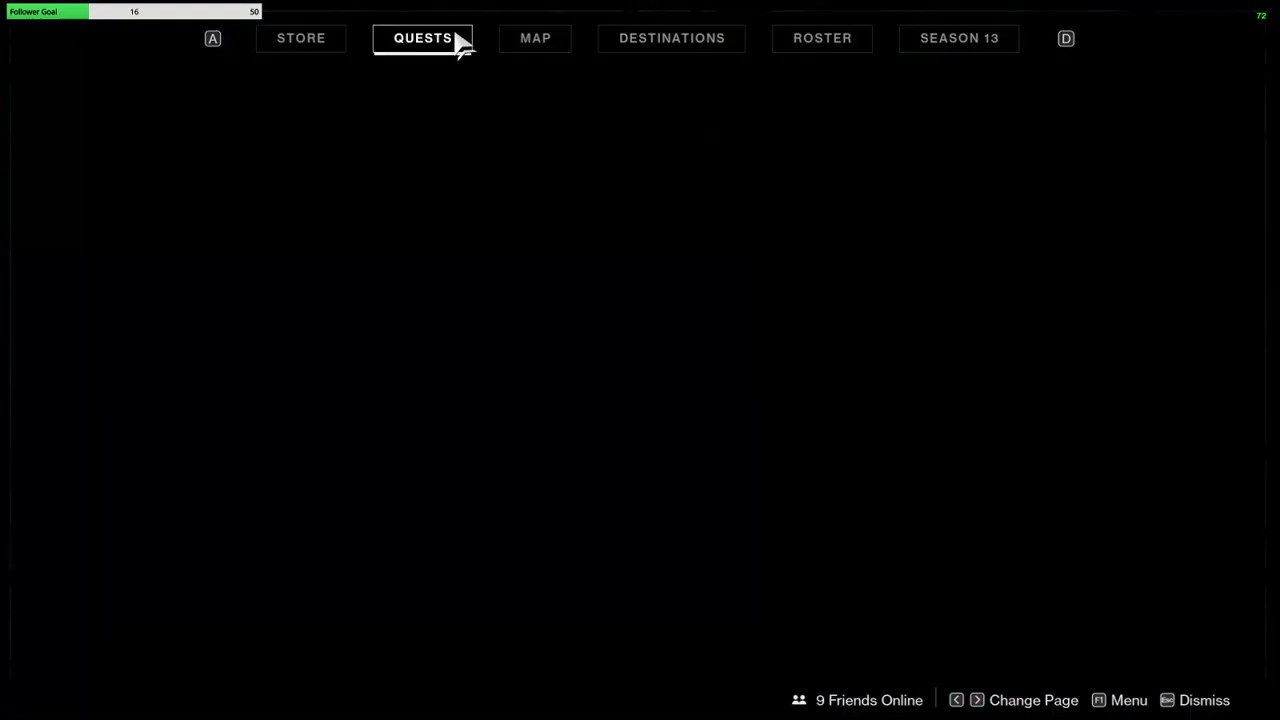 Follower Goal 16 50
72
A STORE QUESTS MAP DESTINATIONS ROSTER SEASON 13 D
9 Friends Online < > Change Page F1 Menu Esc Dismiss